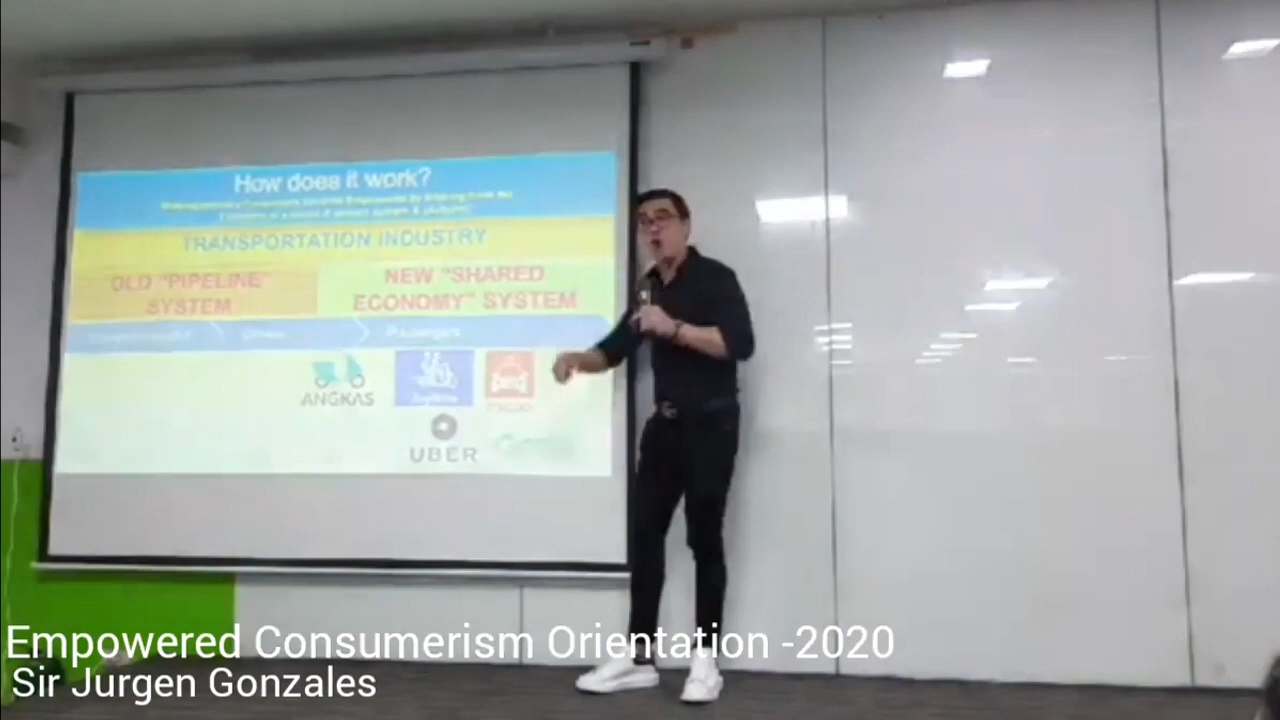 How does it work?
TRANSPORTATION INDUSTRY
OLD "PIPELINE"
SYSTEM
NEW "SHARED
ECONOMY" SYSTEM
Passengers
ANGKAS
UBER
Empowered Consumerism Orientation -2020
Sir Jurgen Gonzales